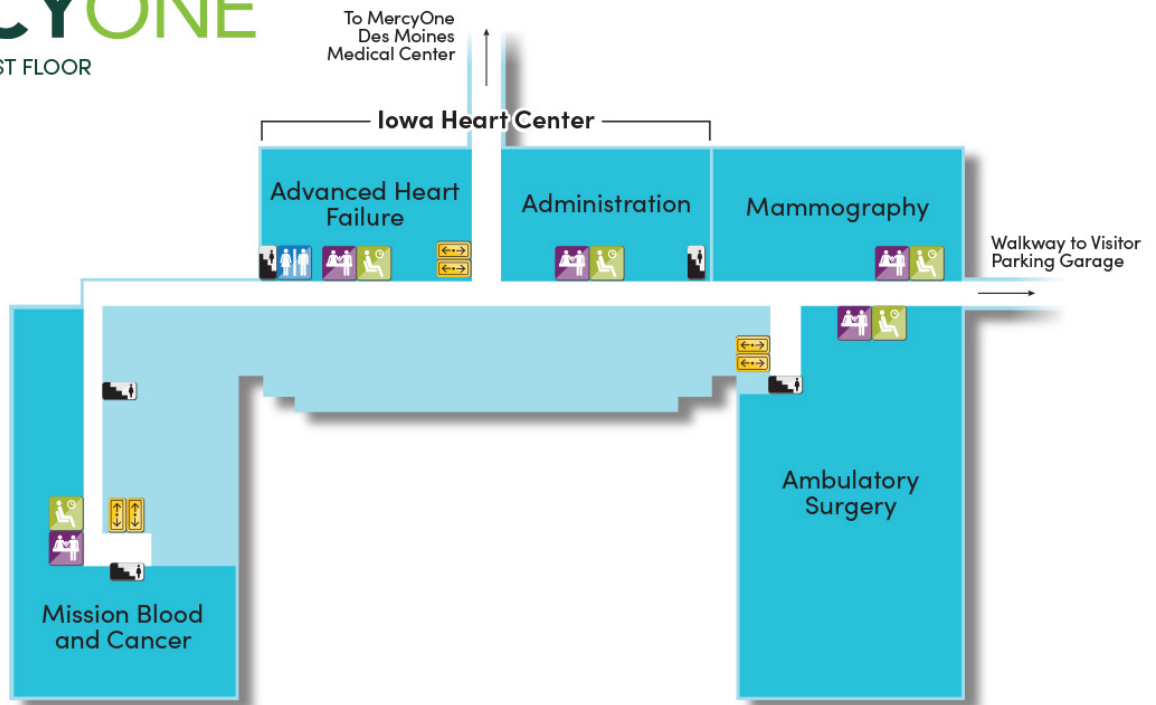 CYONE
ST FLOOR
To MercyOne
Des Moines
Medical Center
Iowa Heart Center
Advanced Heart
Failure
Administration
Mammography
Walkway to Visitor
Parking Garage
Ambulatory
Surgery
Mission Blood
and Cancer